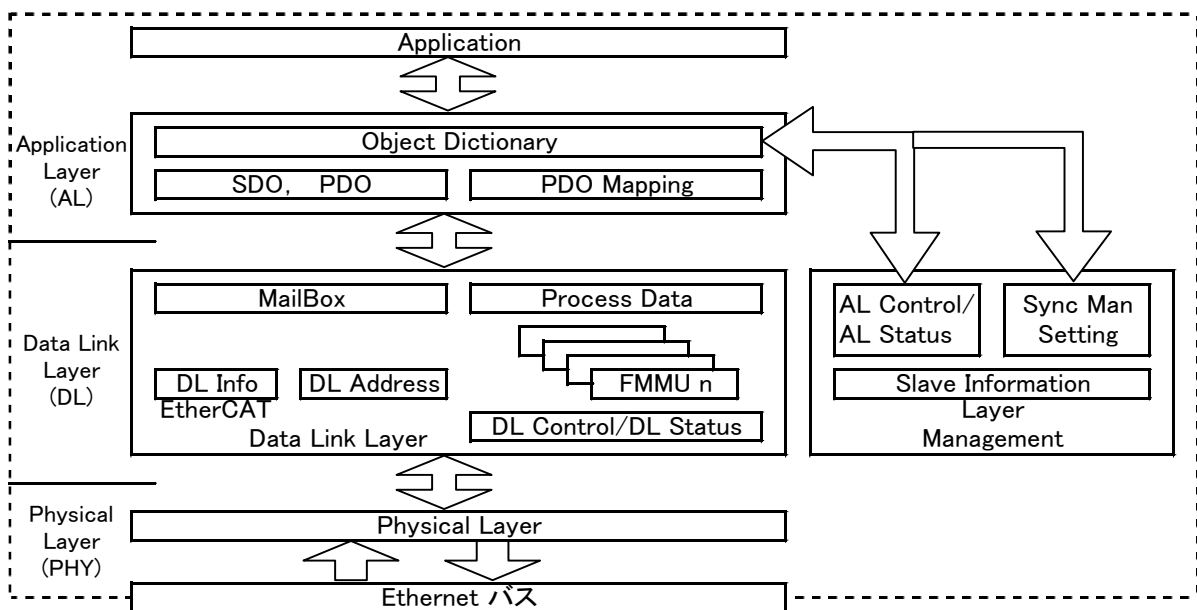 Application
Application
Layer
(AL)
Object Dictionary
SDO, PDO
PDO Mapping
Data Link
Layer
(DL)
MailBox
Process Data
FMMU n
DL Info
DL Address
EtherCAT
Data Link Layer
DL Control/DL Status
AL Control/
AL Status
Sync Man
Setting
Slave Information
Layer
Management
Physical
Layer
(PHY)
Physical Layer
Ethernet バス